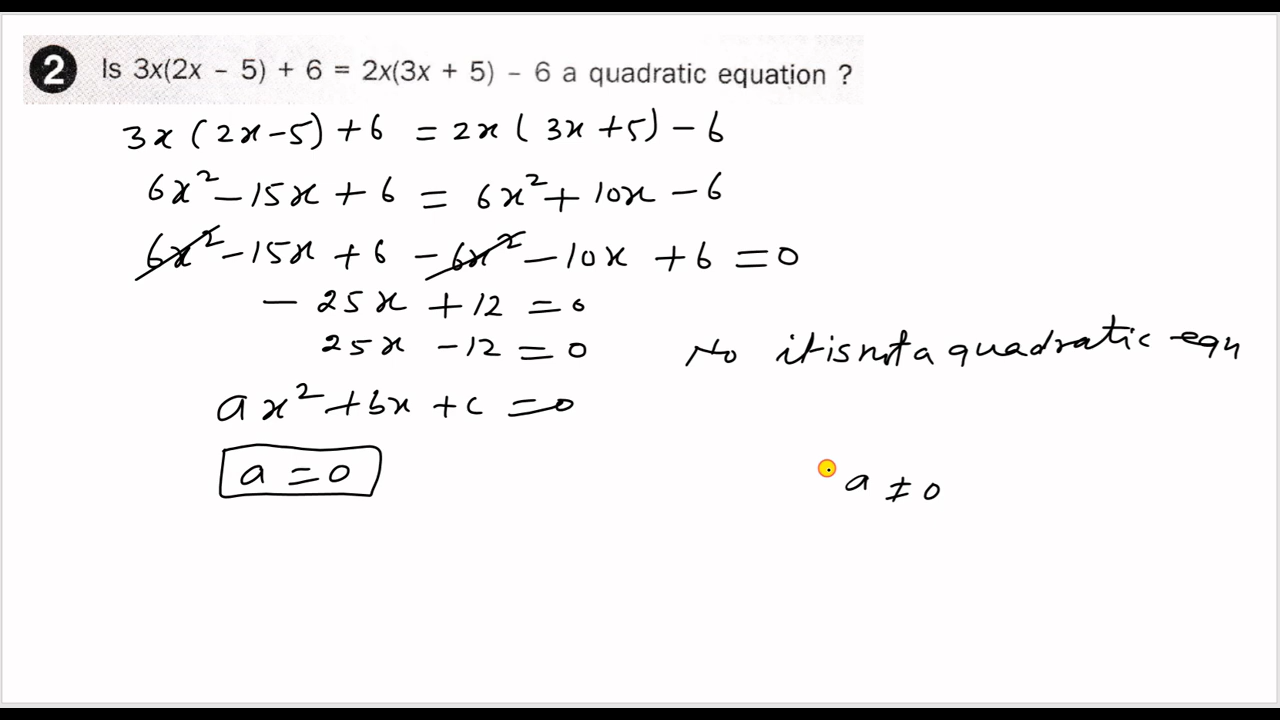 2 Is 3x(2x – 5) + 6 = 2x(3x + 5) – 6 a quadratic equation ?
3x (2x-5) + 6 = 2x ( 3x +5) - 6
6x² - 15x + 6 = 6x² + 10x - 6
6x² - 15x + 6 - 6x² - 10x + 6 = 0
- 25x + 12 = 0
25x - 12 = 0 No it is not a quadratic eqn
ax² + bx + c = 0
a = 0
a ≠ 0